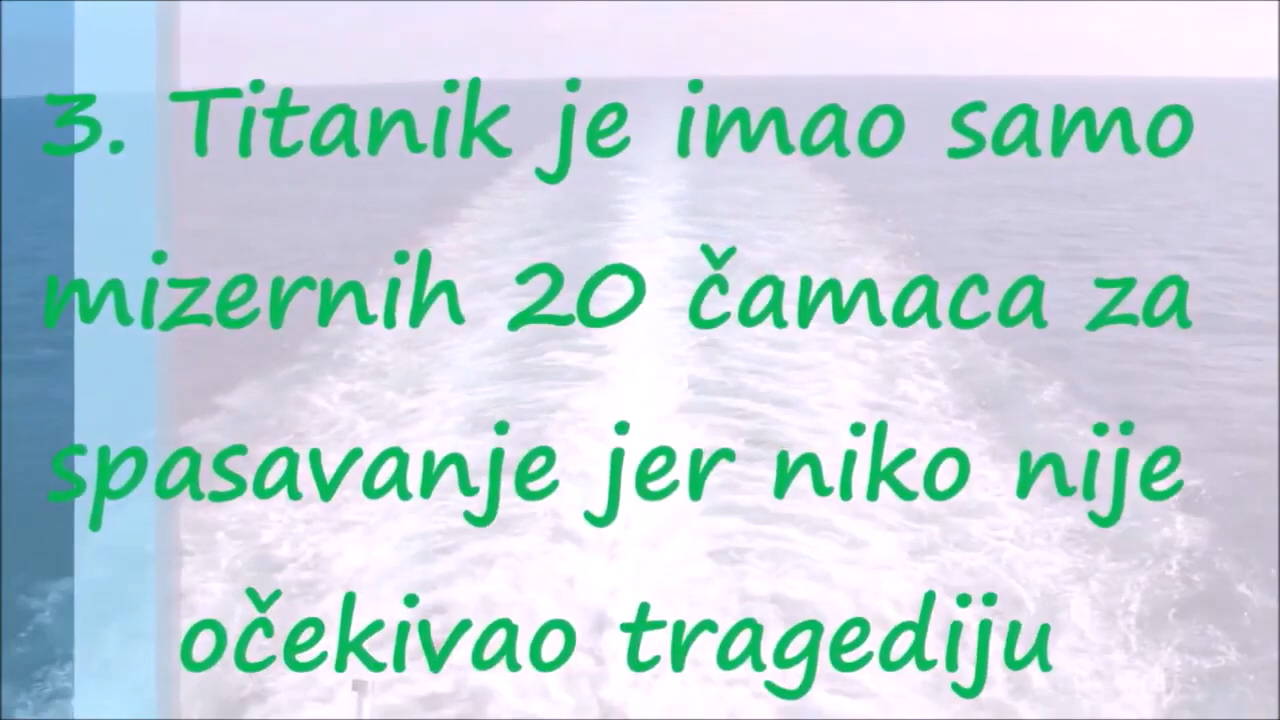 3. Titanik je imao samo
mizernih 20 čamaca za
spasavanje jer niko nije
očekivao tragediju